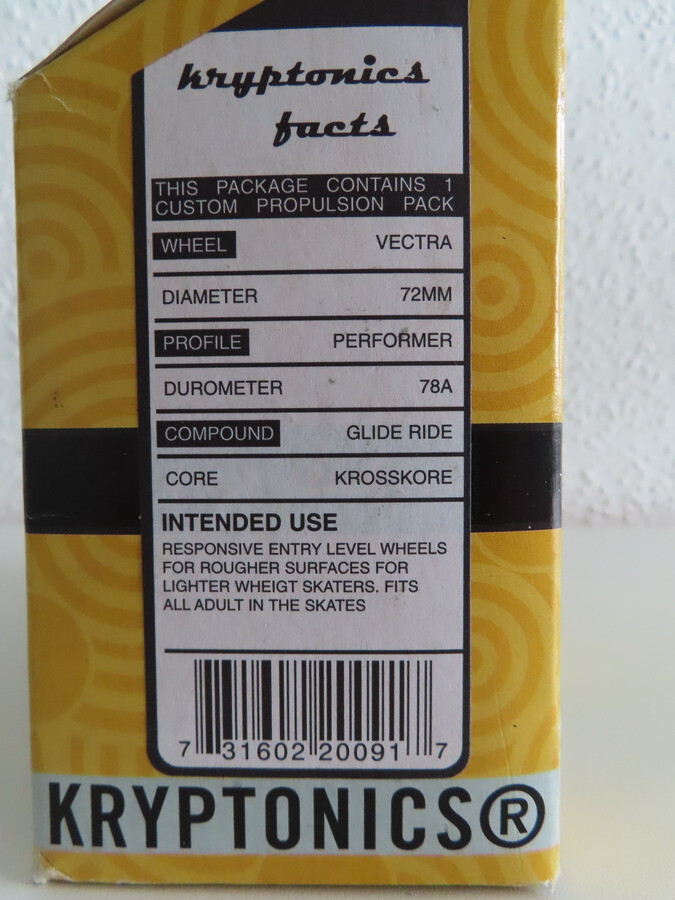 kryptonics
facts
THIS PACKAGE CONTAINS 1
CUSTOM PROPULSION PACK
WHEEL VECTRA
DIAMETER 72MM
PROFILE PERFORMER
DUROMETER 78A
COMPOUND GLIDE RIDE
CORE KROSSKORE
INTENDED USE
RESPONSIVE ENTRY LEVEL WHEELS
FOR ROUGHER SURFACES FOR
LIGHTER WHEIGT SKATERS. FITS
ALL ADULT IN THE SKATES
7 31602 20091 7
KRYPTONICS®